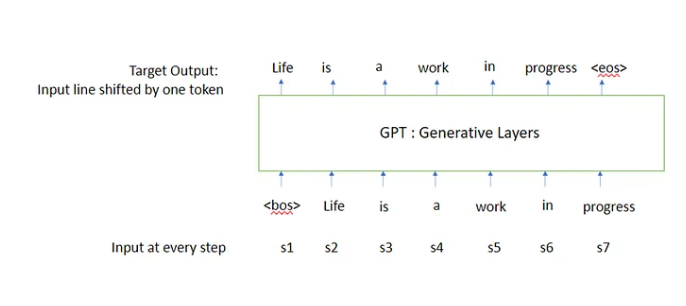 Target Output: Life is a work in progress <eos>
Input line shifted by one token
GPT : Generative Layers
<bos> Life is a work in progress
Input at every step s1 s2 s3 s4 s5 s6 s7